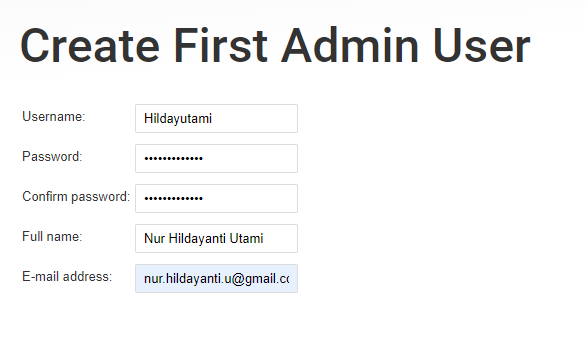 Create First Admin User
Username: Hildayutami
Password: •••••••••••••
Confirm password: •••••••••••••
Full name: Nur Hildayanti Utami
E-mail address: nur.hildayanti.u@gmail.co